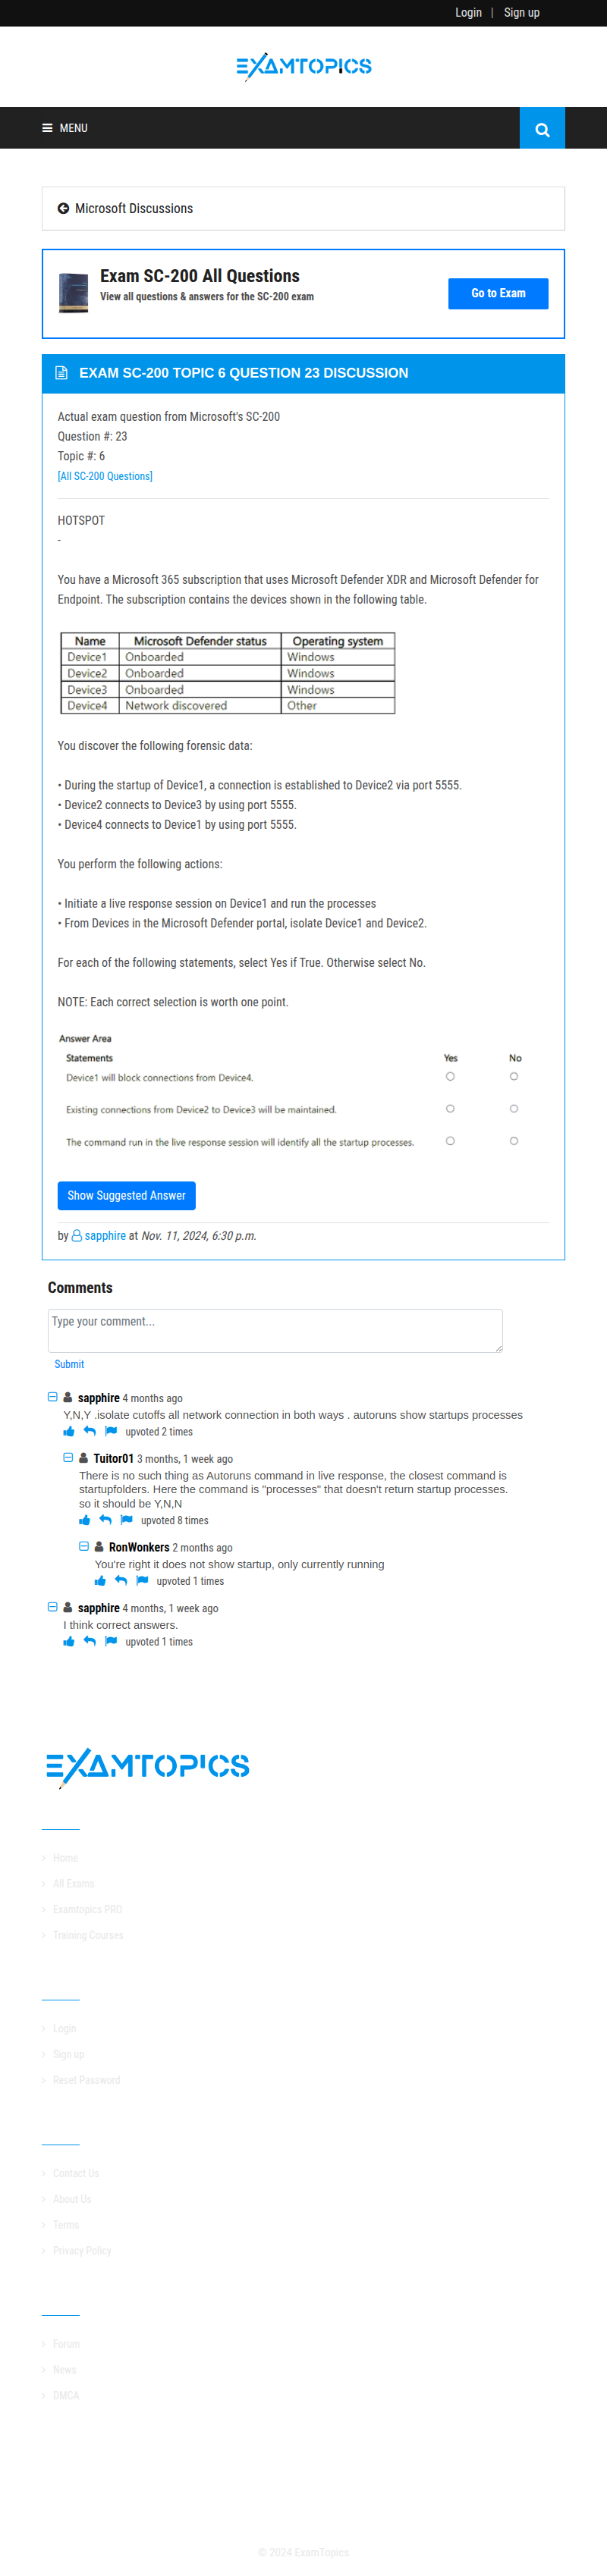 Login | Sign up
EXAMTOPICS
MENU
Microsoft Discussions
Exam SC-200 All Questions
View all questions & answers for the SC-200 exam
Go to Exam
EXAM SC-200 TOPIC 6 QUESTION 23 DISCUSSION
Actual exam question from Microsoft's SC-200
Question #: 23
Topic #: 6
[All SC-200 Questions]
HOTSPOT
-
You have a Microsoft 365 subscription that uses Microsoft Defender XDR and Microsoft Defender for
Endpoint. The subscription contains the devices shown in the following table.
Name Microsoft Defender status Operating system
Device1 Onboarded Windows
Device2 Onboarded Windows
Device3 Onboarded Windows
Device4 Network discovered Other
You discover the following forensic data:
• During the startup of Device1, a connection is established to Device2 via port 5555.
• Device2 connects to Device3 by using port 5555.
• Device4 connects to Device1 by using port 5555.
You perform the following actions:
• Initiate a live response session on Device1 and run the processes
• From Devices in the Microsoft Defender portal, isolate Device1 and Device2.
For each of the following statements, select Yes if True. Otherwise select No.
NOTE: Each correct selection is worth one point.
Answer Area
Statements Yes No
Device1 will block connections from Device4.
Existing connections from Device2 to Device3 will be maintained.
The command run in the live response session will identify all the startup processes.
Show Suggested Answer
by sapphire at Nov. 11, 2024, 6:30 p.m.
Comments
Type your comment...
Submit
sapphire 4 months ago
Y,N,Y .isolate cutoffs all network connection in both ways . autoruns show startups processes
upvoted 2 times
Tuitor01 3 months, 1 week ago
There is no such thing as Autoruns command in live response, the closest command is
startupfolders. Here the command is "processes" that doesn't return startup processes.
so it should be Y,N,N
upvoted 8 times
RonWonkers 2 months ago
You're right it does not show startup, only currently running
upvoted 1 times
sapphire 4 months, 1 week ago
I think correct answers.
upvoted 1 times
EXAMTOPICS
Home
All Exams
Examtopics PRO
Training Courses
Login
Sign up
Reset Password
Contact Us
About Us
Terms
Privacy Policy
Forum
News
DMCA
© 2024 ExamTopics